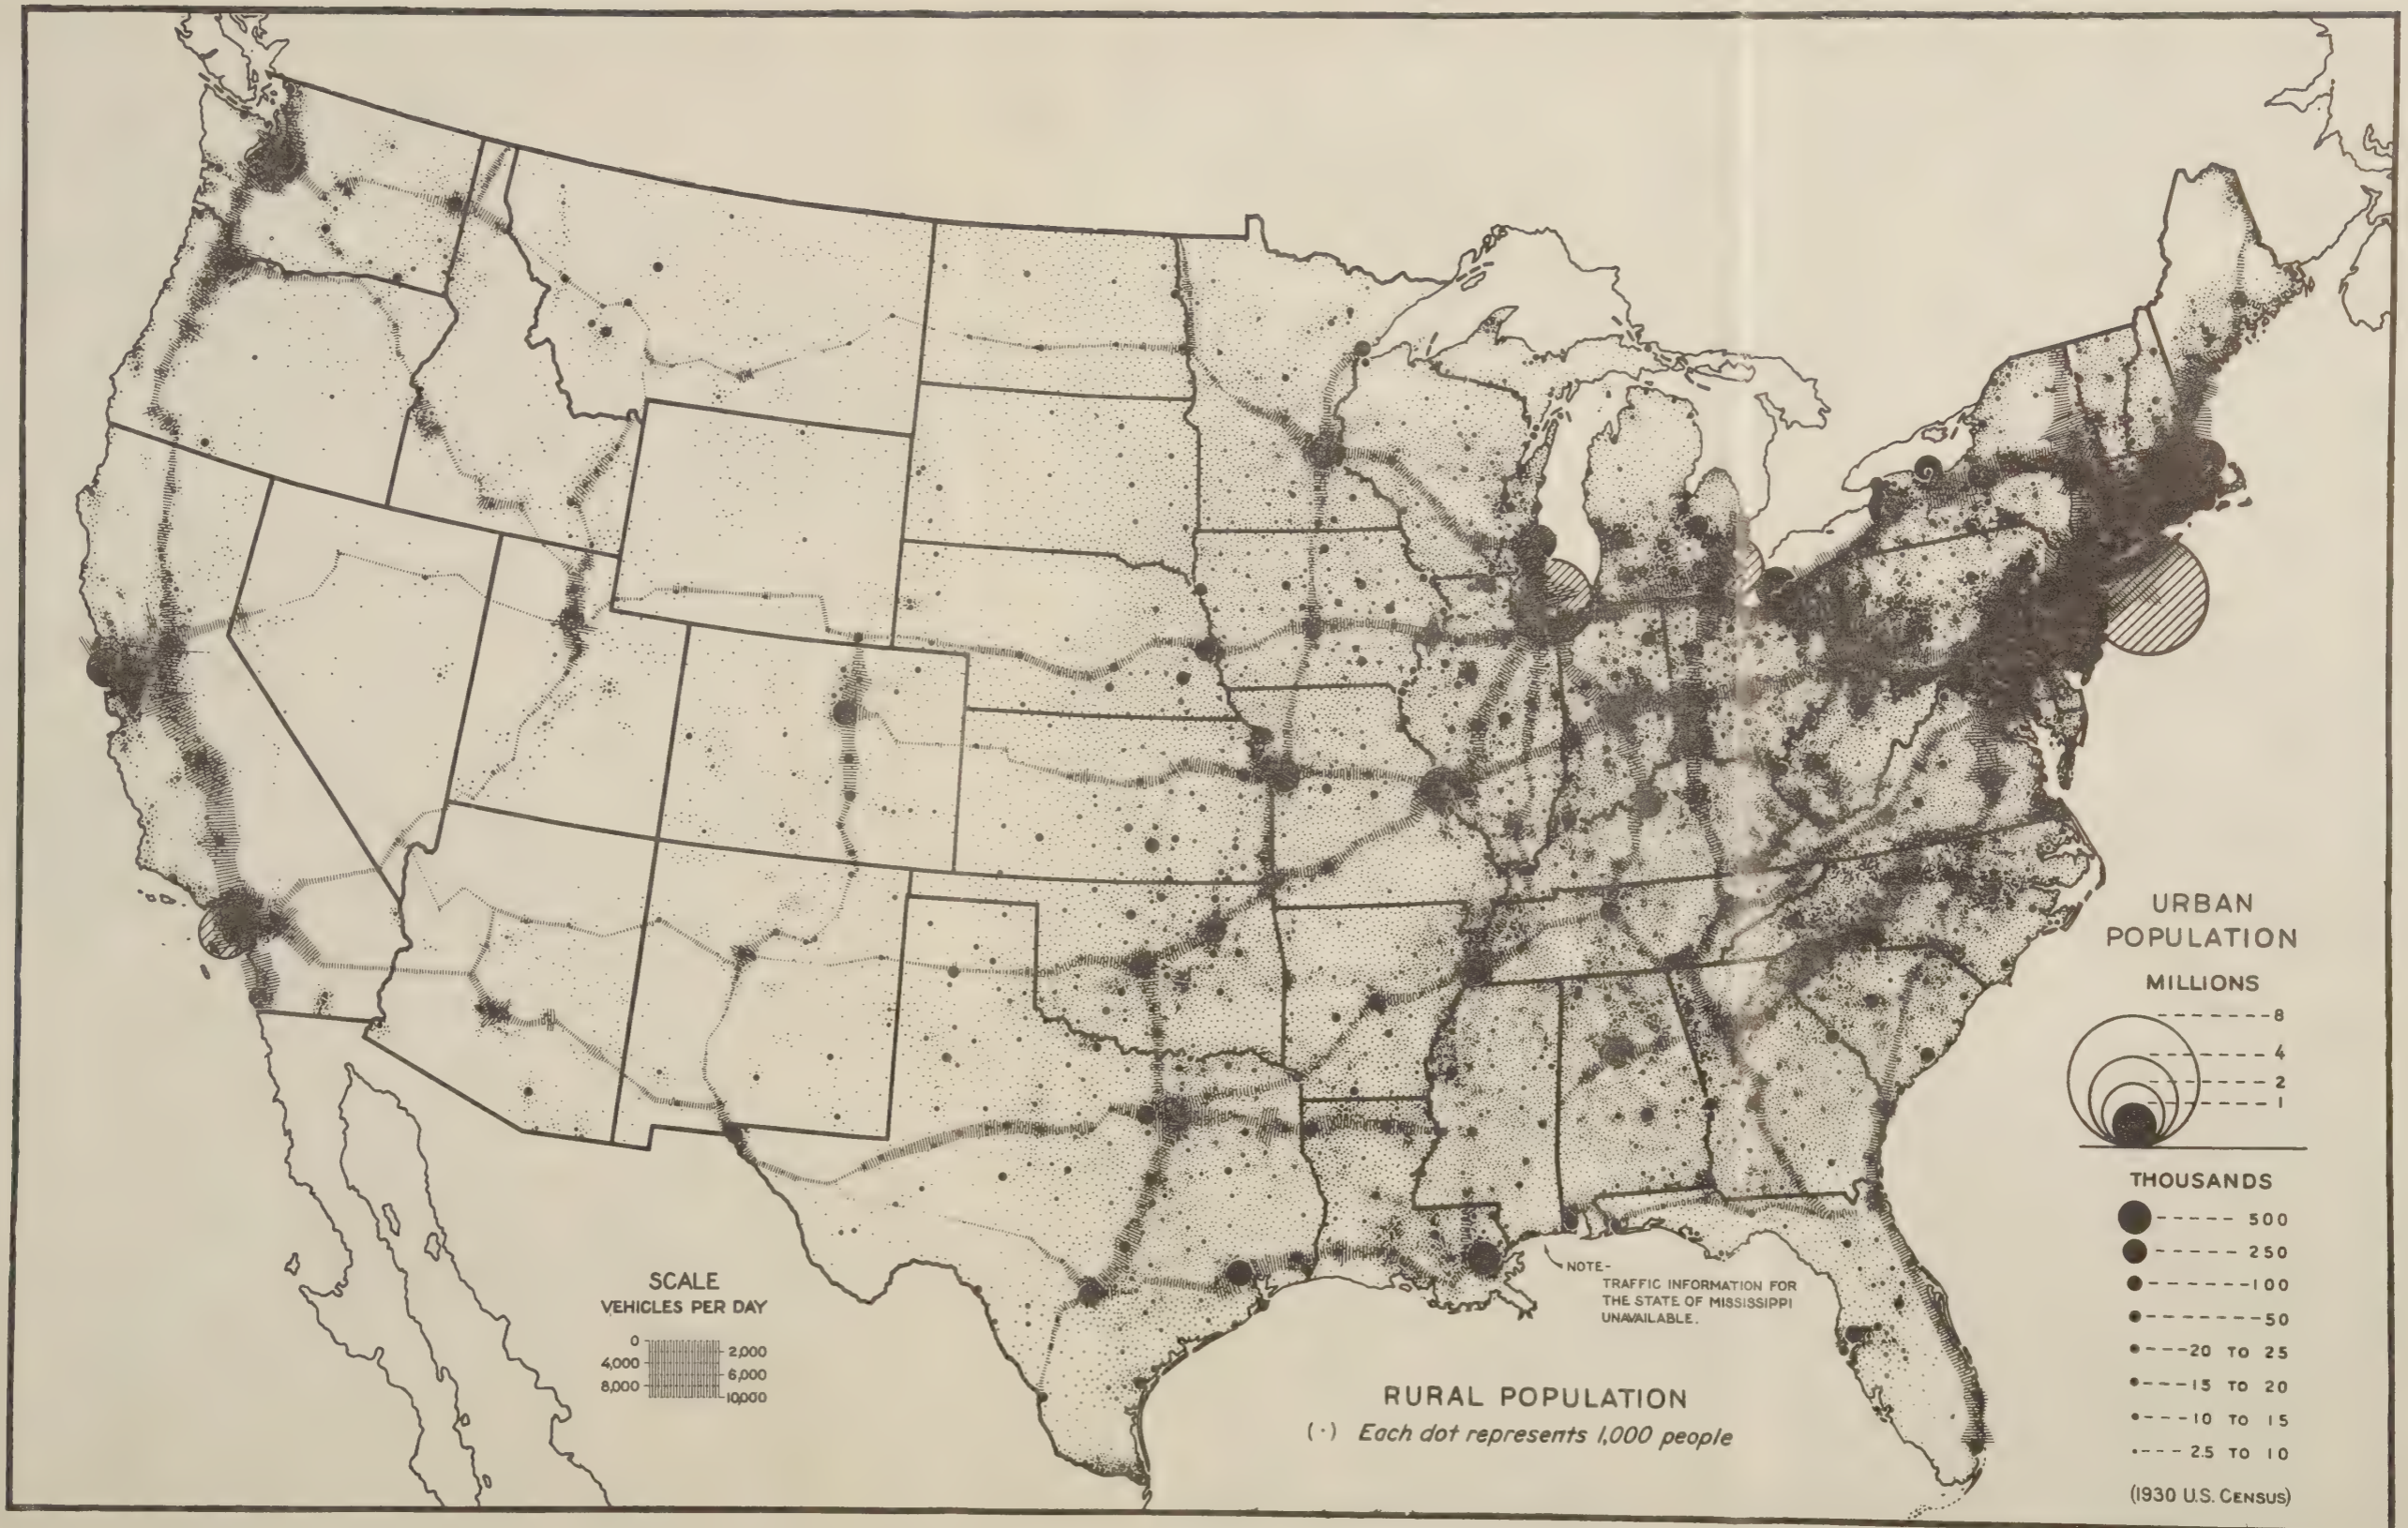 URBAN
POPULATION
MILLIONS
8
4
2
1
THOUSANDS
500
250
100
50
20 TO 25
15 TO 20
10 TO 15
2.5 TO 10
(1930 U.S. CENSUS)
NOTE-
TRAFFIC INFORMATION FOR
THE STATE OF MISSISSIPPI
UNAVAILABLE.
SCALE
VEHICLES PER DAY
0
2,000
4,000
6,000
8,000
10,000
RURAL POPULATION
(·) Each dot represents 1,000 people